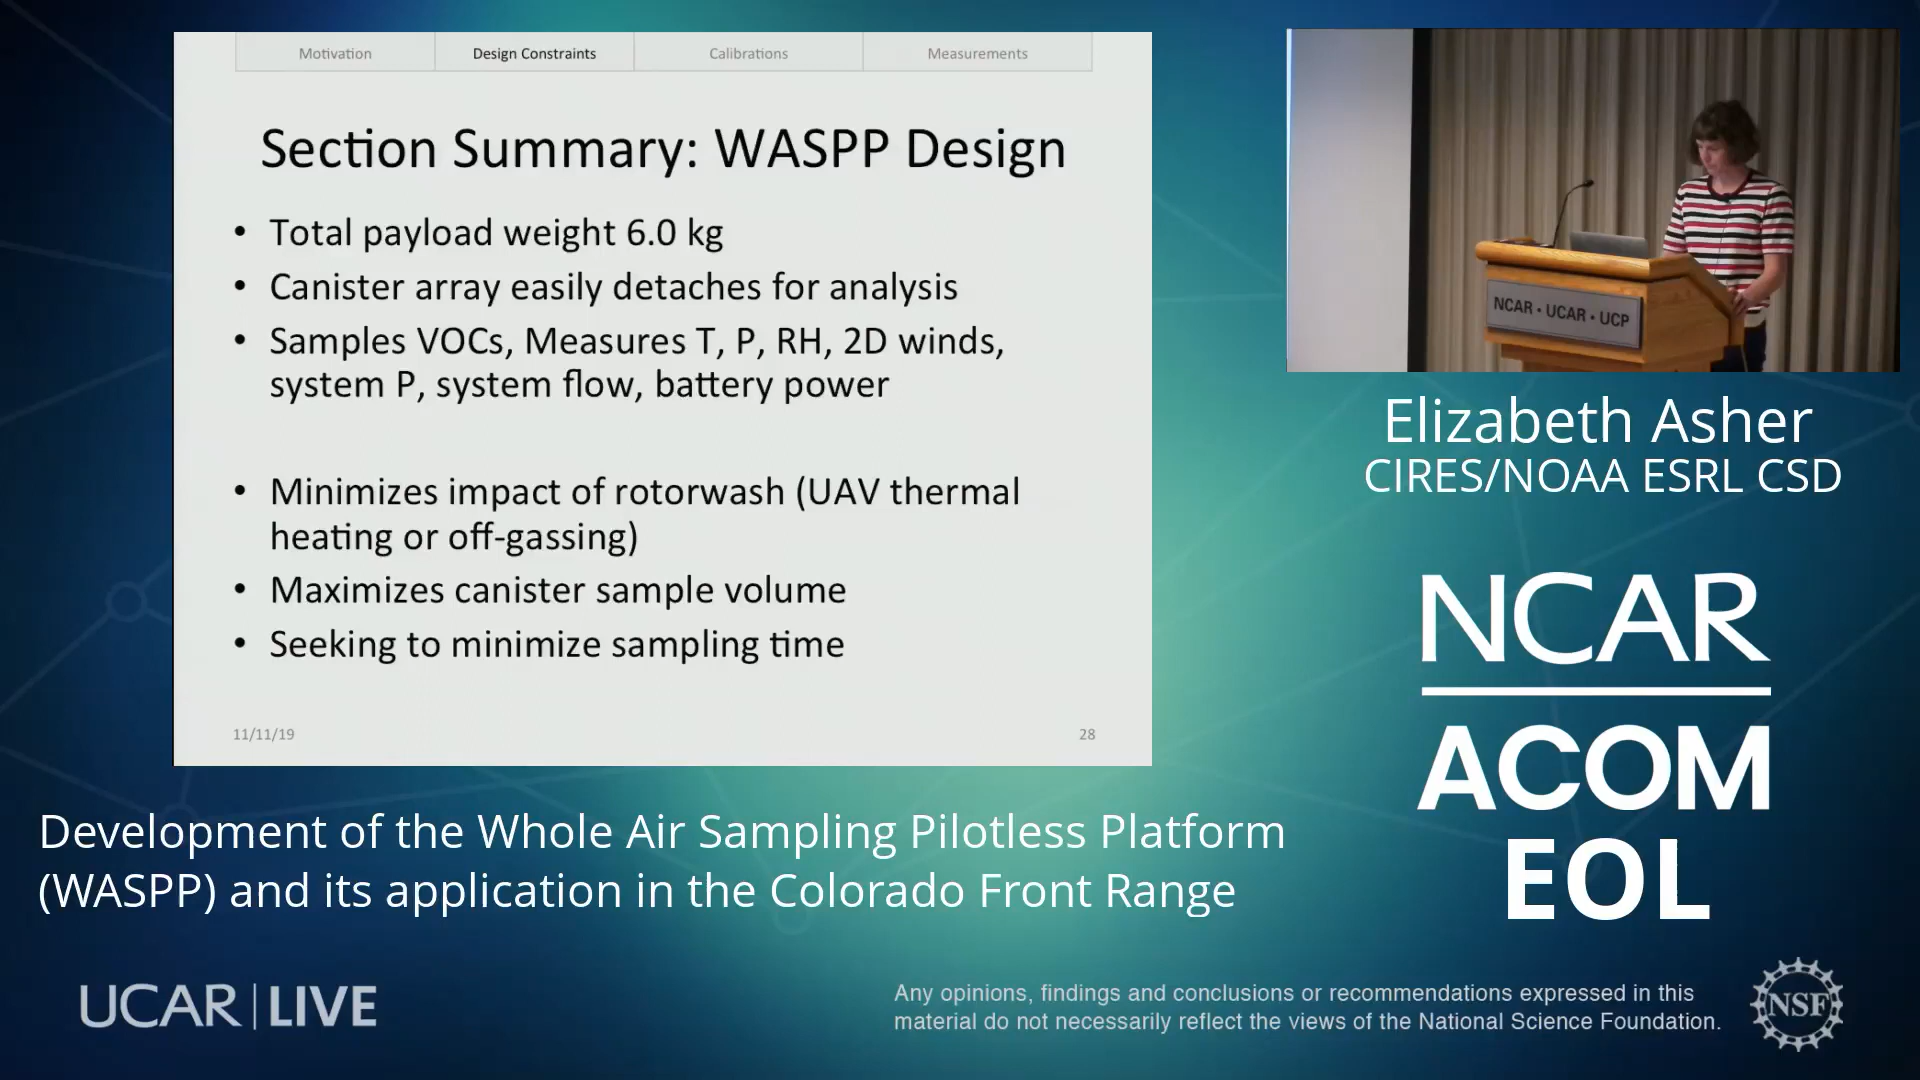 Motivation
Design Constraints
Calibrations
Measurements
Section Summary: WASPP Design
• Total payload weight 6.0 kg
• Canister array easily detaches for analysis
• Samples VOCs, Measures T, P, RH, 2D winds,
system P, system flow, battery power
• Minimizes impact of rotorwash (UAV thermal
heating or off-gassing)
• Maximizes canister sample volume
• Seeking to minimize sampling time
11/11/19
28
NCAR • UCAR • UCP
Elizabeth Asher
CIRES/NOAA ESRL CSD
NCAR
ACOM
EOL
Development of the Whole Air Sampling Pilotless Platform
(WASPP) and its application in the Colorado Front Range
UCAR | LIVE
Any opinions, findings and conclusions or recommendations expressed in this
material do not necessarily reflect the views of the National Science Foundation.
NSF